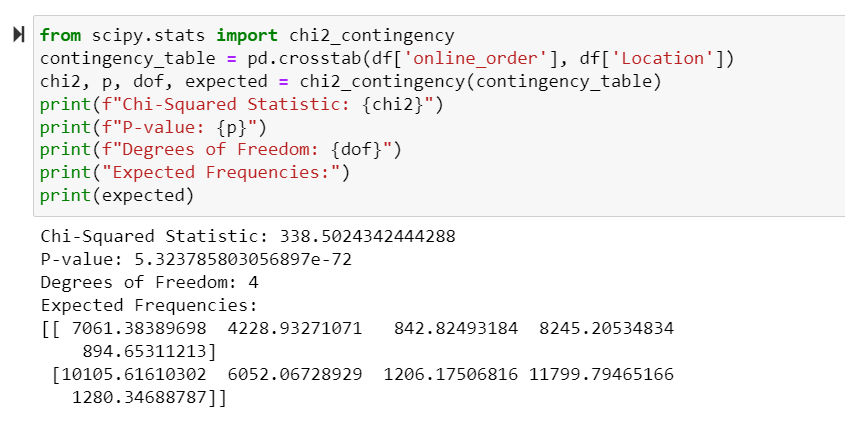 from scipy.stats import chi2_contingency
contingency_table = pd.crosstab(df['online_order'], df['Location'])
chi2, p, dof, expected = chi2_contingency(contingency_table)
print(f"Chi-Squared Statistic: {chi2}")
print(f"P-value: {p}")
print(f"Degrees of Freedom: {dof}")
print("Expected Frequencies:")
print(expected)
Chi-Squared Statistic: 338.5024342444288
P-value: 5.323785803056897e-72
Degrees of Freedom: 4
Expected Frequencies:
[[ 7061.38389698  4228.93271071   842.82493184  8245.20534834
    894.65311213]
 [10105.61610302  6052.06728929  1206.17506816 11799.79465166
   1280.34688787]]